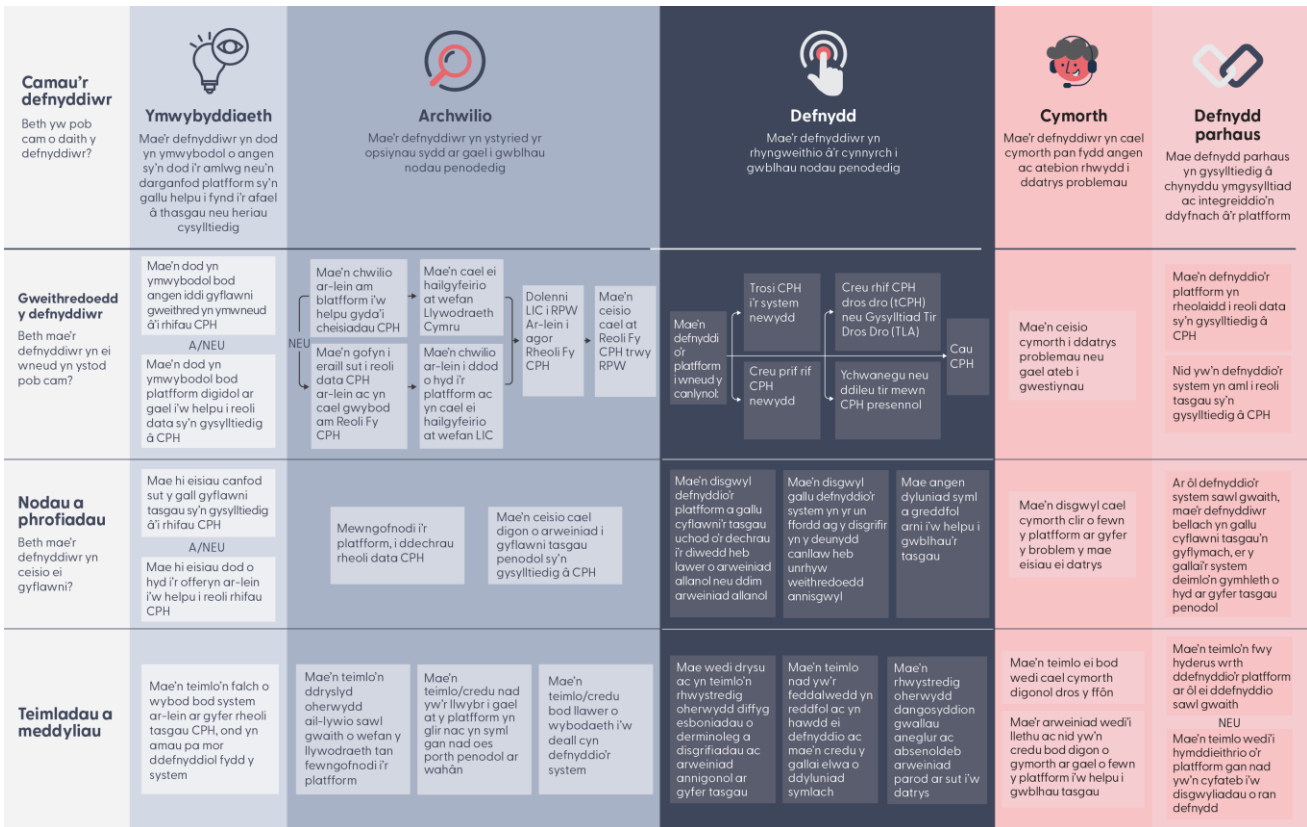 Camau'r
defnyddiwr
Beth yw pob
cam o daith y
defnyddiwr?
Ymwybyddiaeth
Mae'r defnyddiwr yn dod
yn ymwybodol o angen
sy'n dod i'r amlwg neu'n
darganfod platfform sy'n
gallu helpu i fynd i'r afael
â thasgau neu heriau
cysylltiedig
Archwilio
Mae'r defnyddiwr yn ystyried yr
opsiynau sydd ar gael i gwblhau
nodau penodedig
Defnydd
Mae'r defnyddiwr yn
rhyngweithio â'r cynnyrch i
gwblhau nodau penodedig
Cymorth
Mae'r defnyddiwr yn cael
cymorth pan fydd angen
ac atebion rhwydd i
ddatrys problemau
Defnydd
parhaus
Mae defnydd parhaus
yn gysylltiedig â
chynyddu ymgysylltiad
ac integreiddio'n
ddyfnach â'r platfform
Gweithredoedd
y defnyddiwr
Beth mae'r
defnyddiwr yn ei
wneud yn ystod
pob cam?
Mae'n dod yn
ymwybodol bod
angen iddi gyflawni
gweithred yn ymwneud
â'i rhifau CPH
A/NEU
Mae'n dod yn
ymwybodol bod
platfform digidol ar
gael i'w helpu i reoli
data sy'n gysylltiedig
â CPH
NEU
Mae'n chwilio
ar-lein am
blatfform i'w
helpu gyda'i
cheisiadau CPH
Mae'n gofyn i
eraill sut i reoli
data CPH
ar-lein ac yn
cael gwybod
am Reoli Fy
CPH
Mae'n cael ei
hailgyfeirio
at wefan
Llywodraeth
Cymru
Mae'n chwilio
ar-lein i ddod
o hyd i'r
platfform ac
yn cael ei
hailgyfeirio
at wefan LIC
Dolenni
LIC i RPW
Ar-lein i
agor
Rheoli Fy
CPH
Mae'n
ceisio
cael at
Reoli Fy
CPH trwy
RPW
Mae'n
defnyddi
o'r
platfform
i wneud y
canlynol:
Trosi CPH
i'r system
newydd
Creu prif rif
CPH
newydd
Creu rhif CPH
dros dro (tCPH)
neu Gysylltiad Tir
Dros Dro (TLA)
Ychwanegu neu
ddileu tir mewn
CPH presennol
Cau
CPH
Mae'n ceisio
cymorth i ddatrys
problemau neu
gael ateb i
gwestiynau
Mae'n defnyddio'r
platfform yn
rheolaidd i reoli data
sy'n gysylltiedig â
CPH
Nid yw'n defnyddio'r
system yn aml i reoli
tasgau sy'n
gysylltiedig â CPH
Nodau a
phrofiadau
Beth mae'r
defnyddiwr yn
ceisio ei
gyflawni?
Mae hi eisiau canfod
sut y gall gyflawni
tasgau sy'n gysylltiedig
â'i rhifau CPH
A/NEU
Mae hi eisiau dod o
hyd i'r offeryn ar-lein
i'w helpu i reoli rhifau
CPH
Mewngofnodi i'r
platfform, i ddechrau
rheoli data CPH
Mae'n ceisio cael
digon o arweiniad i
gyflawni tasgau
penodol sy'n
gysylltiedig â CPH
Mae'n disgwyl
defnyddio'r
platfform a gallu
cyflawni'r tasgau
uchod o'r dechrau
i'r diwedd heb
lawer o arweiniad
allanol neu ddim
arweiniad allanol
Mae'n disgwyl
gallu defnyddio'r
system yn yr un
ffordd ag y disgrifir
yn y deunydd
canllaw heb
unrhyw
weithredoedd
annisgwyl
Mae angen
dyluniad syml
a greddfol
arni i'w helpu i
gwblhau'r
tasgau
Mae'n disgwyl cael
cymorth clir o fewn
y platfform ar gyfer
y broblem y mae
eisiau ei datrys
Ar ôl defnyddio'r
system sawl gwaith,
mae'r defnyddiwr
bellach yn gallu
cyflawni tasgau'n
gyflymach, er y
gallai'r system
deimlo'n gymhleth o
hyd ar gyfer tasgau
penodol
Teimladau a
meddyliau
Mae'n teimlo'n falch o
wybod bod system
ar-lein ar gyfer rheoli
tasgau CPH, ond yn
amau pa mor
ddefnyddiol fydd y
system
Mae'n teimlo'n
ddryslyd
oherwydd
ail-lywio sawl
gwaith o wefan y
llywodraeth tan
fewngofnodi i'r
platfform
Mae'n
teimlo/credu nad
yw'r llwybr i gael
at y platfform yn
glir nac yn syml
gan nad oes
porth penodol ar
wahân
Mae'n
teimlo/credu
bod llawer o
wybodaeth i'w
deall cyn
defnyddio'r
system
Mae wedi drysu
ac yn teimlo'n
rhwystredig
oherwydd diffyg
esboniadau o
derminoleg a
disgrifiadau ac
arweiniad
annigonol ar
gyfer tasgau
Mae'n teimlo
nad yw'r
feddalwedd yn
reddfol ac yn
hawdd ei
defnyddio ac
mae'n credu y
gallai elwa o
ddyluniad
symlach
Mae'n
rhwystredig
oherwydd
dangosyddion
gwallau
aneglur ac
absenoldeb
arweiniad
parod ar sut i'w
datrys
Mae'n teimlo ei bod
wedi cael cymorth
digonol dros y ffôn
Mae'r arweiniad wedi'i
llethu ac nid yw'n
credu bod digon o
gymorth ar gael o fewn
y platfform i'w helpu i
gwblhau tasgau
Mae'n teimlo'n fwy
hyderus wrth
ddefnyddio'r platfform
ar ôl ei ddefnyddio
sawl gwaith
NEU
Mae'n teimlo wedi'i
hymddieithrio o'r
platfform gan nad
yw'n cyfateb i'w
disgwyliadau o ran
defnydd